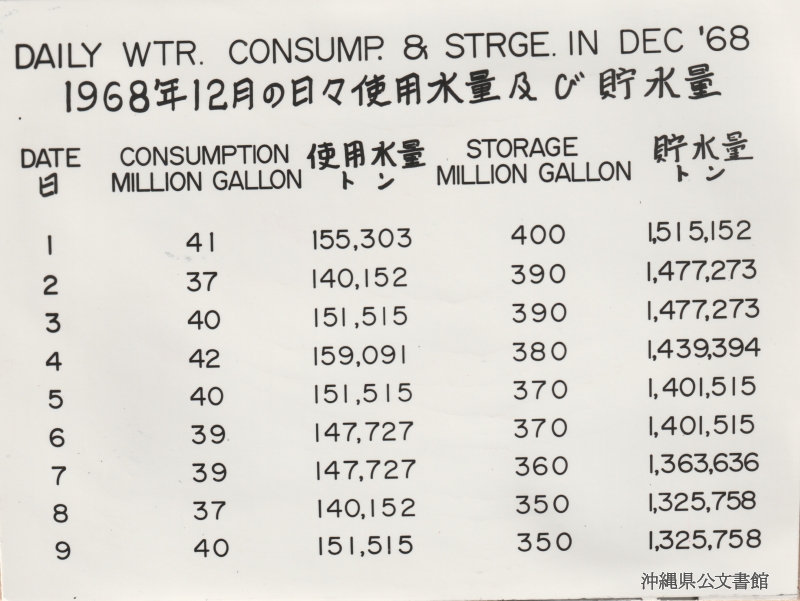 DAILY WTR. CONSUMP. & STRGE. IN DEC '68
1968年12月の日々使用水量及び貯水量
DATE CONSUMPTION 使用水量 STORAGE 貯水量
日 MILLION GALLON トン MILLION GALLON トン
1 41 155,303 400 1,515,152
2 37 140,152 390 1,477,273
3 40 151,515 390 1,477,273
4 42 159,091 380 1,439,394
5 40 151,515 370 1,401,515
6 39 147,727 370 1,401,515
7 39 147,727 360 1,363,636
8 37 140,152 350 1,325,758
9 40 151,515 350 1,325,758
沖縄県公文書館